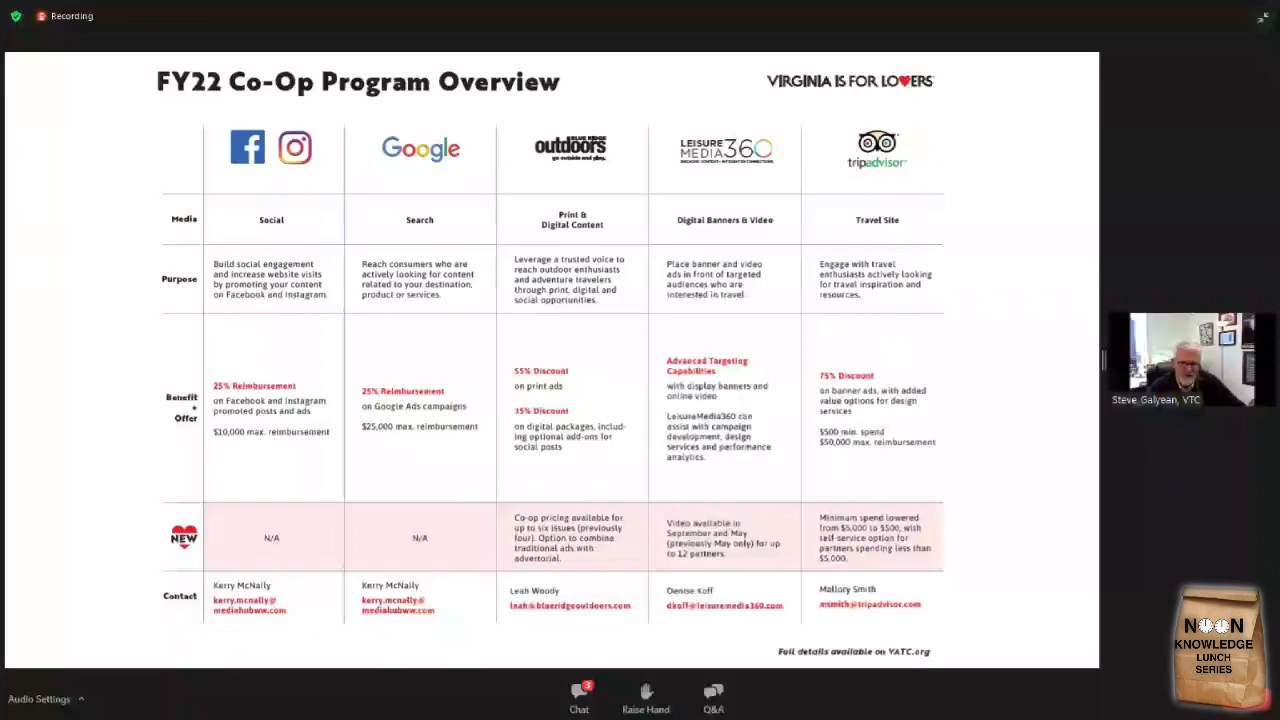 Recording
FY22 Co-Op Program Overview
VIRGINIA IS FOR LOVERS
Google
BLUE RIDGE
outdoors
go outside and play.
LEISURE
MEDIA360
tripadvisor
Media
Social
Search
Print &
Digital Content
Digital Banners & Video
Travel Site
Purpose
Build social engagement
and increase website visits
by promoting your content
on Facebook and Instagram.
Reach consumers who are
actively looking for content
related to your destination,
product or services.
Leverage a trusted voice to
reach outdoor enthusiasts
and adventure travelers
through print, digital and
social opportunities.
Place banner and video
ads in front of targeted
audiences who are
interested in travel.
Engage with travel
enthusiasts actively looking
for travel inspiration and
resources.
Benefit
+
Offer
25% Reimbursement
on Facebook and Instagram
promoted posts and ads
$10,000 max. reimbursement
25% Reimbursement
on Google Ads campaigns
$25,000 max. reimbursement
55% Discount
on print ads
35% Discount
on digital packages, includ-
ing optional add-ons for
social posts
Advanced Targeting
Capabilities
with display banners and
online video
LeisureMedia360 can
assist with campaign
development, design
services and performance
analytics.
75% Discount
on banner ads, with added
value options for design
services
$500 min. spend
$50,000 max. reimbursement
NEW
N/A
N/A
Co-op pricing available for
up to six issues (previously
four). Option to combine
traditional ads with
advertorial.
Video available in
September and May
(previously May only) for up
to 12 partners.
Minimum spend lowered
from $5,000 to $500, with
self-service option for
partners spending less than
$5,000.
Contact
Kerry McNally
kerry.mcnally@
mediahubww.com
Kerry McNally
kerry.mcnally@
mediahubww.com
Leah Woody
leah@blueridgeoutdoors.com
Denise Koff
dkoff@leisuremedia360.com
Mallory Smith
msmith@tripadvisor.com
Full details available on VATC.org
Steve Galyean, VTC
NOON
KNOWLEDGE
LUNCH
SERIES
Audio Settings
3
Chat
Raise Hand
Q&A